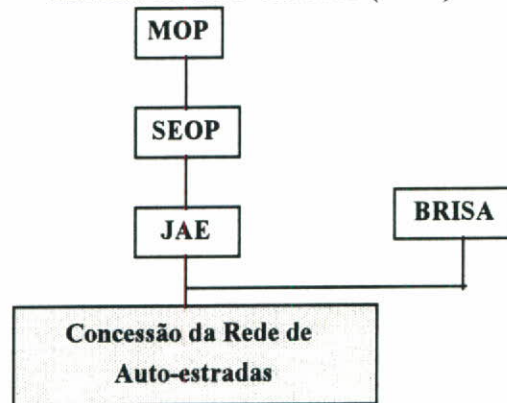 MOP
SEOP
JAE
BRISA
Concessão da Rede de
Auto-estradas